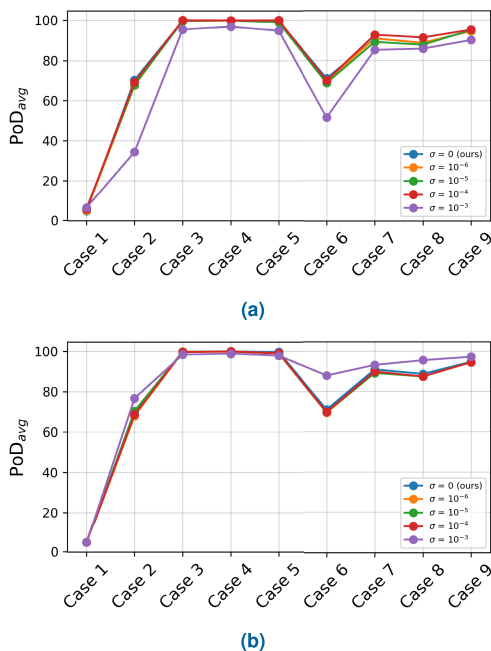 100
80
60
40
20
0
PoD_avg
σ = 0 (ours)
σ = 10⁻⁶
σ = 10⁻⁵
σ = 10⁻⁴
σ = 10⁻³
Case 1
Case 2
Case 3
Case 4
Case 5
Case 6
Case 7
Case 8
Case 9
(a)
100
80
60
40
20
0
PoD_avg
σ = 0 (ours)
σ = 10⁻⁶
σ = 10⁻⁵
σ = 10⁻⁴
σ = 10⁻³
Case 1
Case 2
Case 3
Case 4
Case 5
Case 6
Case 7
Case 8
Case 9
(b)